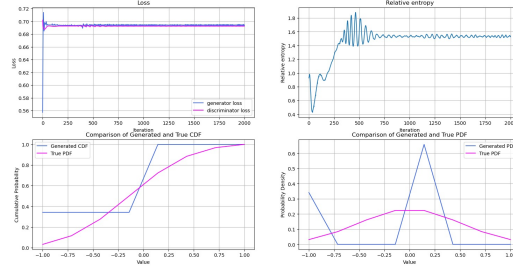 Loss
0.72
0.70
0.68
0.66
0.64
0.62
0.60
0.58
0.56
Loss
generator loss
discriminator loss
0 250 500 750 1000 1250 1500 1750 2000
Iteration
Relative entropy
1.8
1.6
1.4
1.2
1.0
0.8
0.6
0.4
Relative entropy
0 250 500 750 1000 1250 1500 1750 200
Iteration
Comparison of Generated and True CDF
Generated CDF
True PDF
1.0
0.8
0.6
0.4
0.2
0.0
Cumulative Probability
-1.00 -0.75 -0.50 -0.25 0.00 0.25 0.50 0.75 1.00
Value
Comparison of Generated and True PDF
Generated PD
True PDF
0.6
0.5
0.4
0.3
0.2
0.1
0.0
Probability Density
-1.00 -0.75 -0.50 -0.25 0.00 0.25 0.50 0.75 1.00
Value